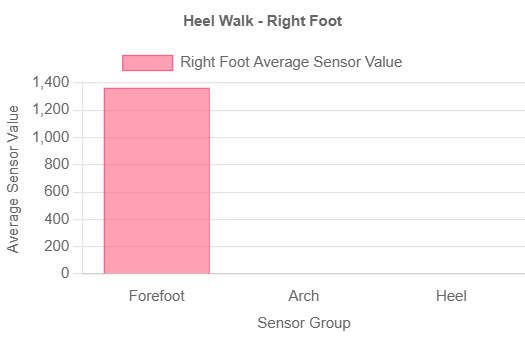 Heel Walk - Right Foot
Right Foot Average Sensor Value
Average Sensor Value
1,400
1,200
1,000
800
600
400
200
0
Forefoot Arch Heel
Sensor Group